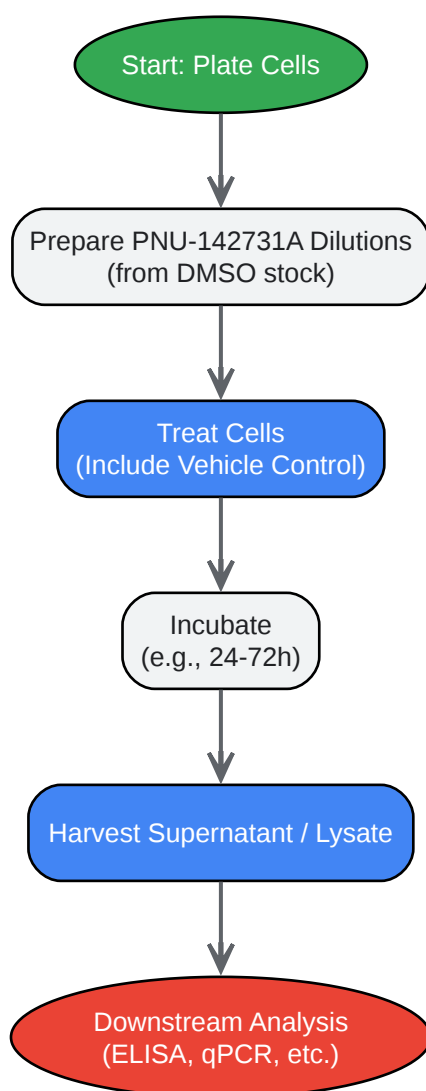 Start: Plate Cells
Prepare PNU-142731A Dilutions
(from DMSO stock)
Treat Cells
(Include Vehicle Control)
Incubate
(e.g., 24-72h)
Harvest Supernatant / Lysate
Downstream Analysis
(ELISA, qPCR, etc.)